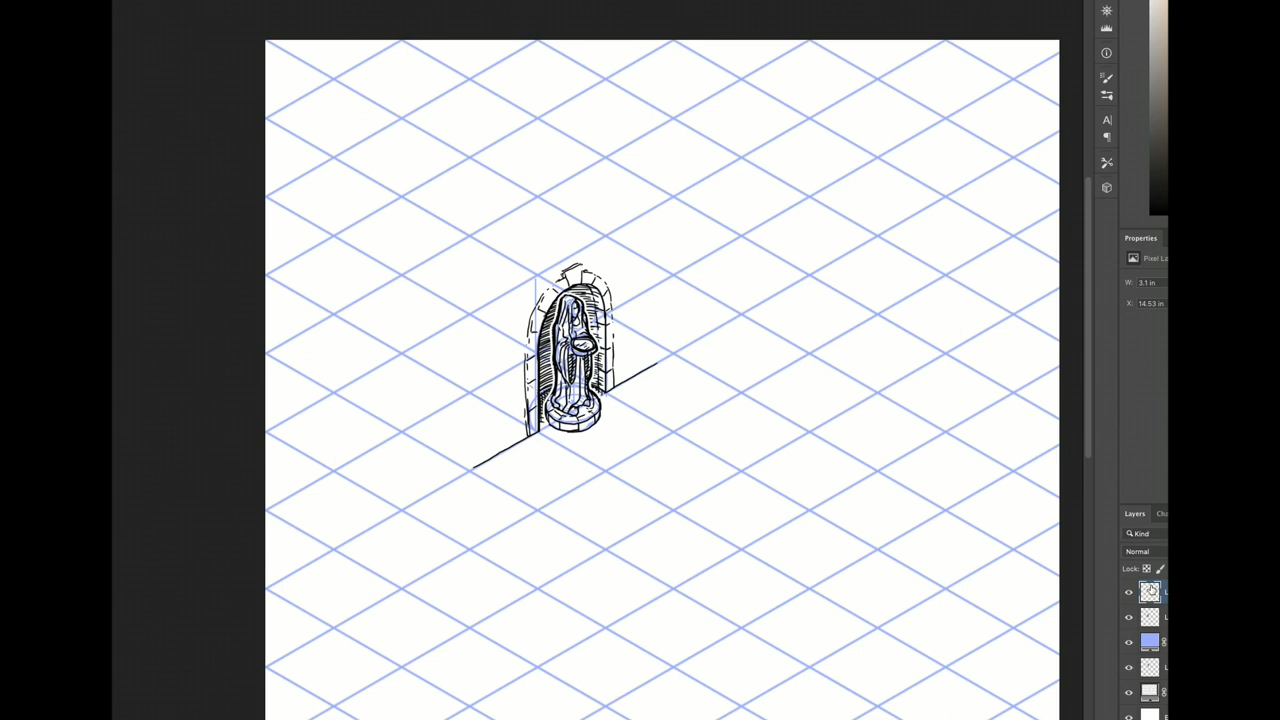 A|
Properties
Pixel La
W: 3.1 in
X: 14.53 in
Layers Cha
Kind
Normal
Lock:
L
L
L